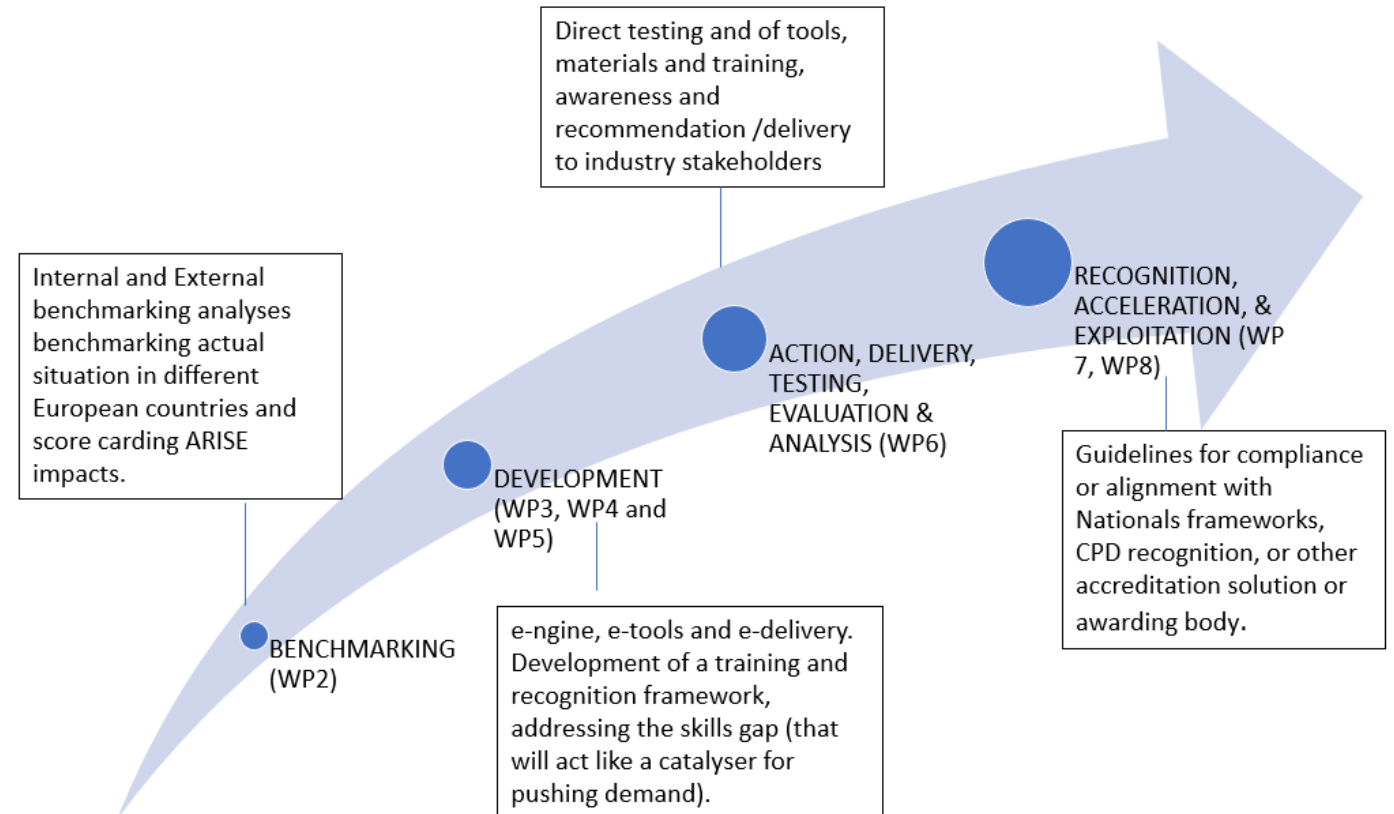 Direct testing and of tools,
materials and training,
awareness and
recommendation /delivery
to industry stakeholders
Internal and External
benchmarking analyses
benchmarking actual
situation in different
European countries and
score carding ARISE
impacts.
RECOGNITION,
ACCELERATION, &
EXPLOITATION (WP
7, WP8)
ACTION, DELIVERY,
TESTING,
EVALUATION &
ANALYSIS (WP6)
DEVELOPMENT
(WP3, WP4 and
WP5)
Guidelines for compliance
or alignment with
Nationals frameworks,
CPD recognition, or other
accreditation solution or
awarding body.
BENCHMARKING
(WP2)
e-ngine, e-tools and e-delivery.
Development of a training and
recognition framework,
addressing the skills gap (that
will act like a catalyser for
pushing demand).